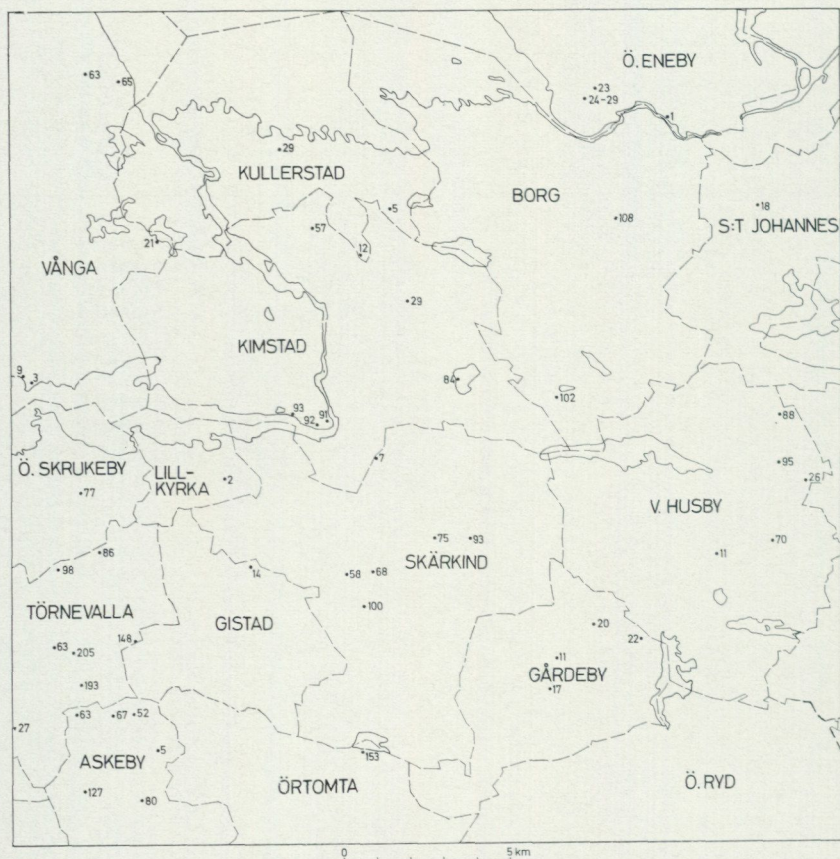 Ö. ENEBY
63
65
23
24-29
1
29
KULLERSTAD
5
BORG
18
108
S:T JOHANNES
57
21
12
VÅNGA
29
KIMSTAD
9
3
84
102
93
92
91
88
7
95
Ö. SKRUKEBY
LILL-
KYRKA
2
26
77
V. HUSBY
75
93
70
86
11
98
14
58
68
SKÄRKIND
100
TÖRNEVALLA
GISTAD
20
22
148
63
205
11
GÅRDEBY
17
193
63
67
52
27
5
153
ASKEBY
ÖRTOMTA
Ö. RYD
127
80
0
5 km